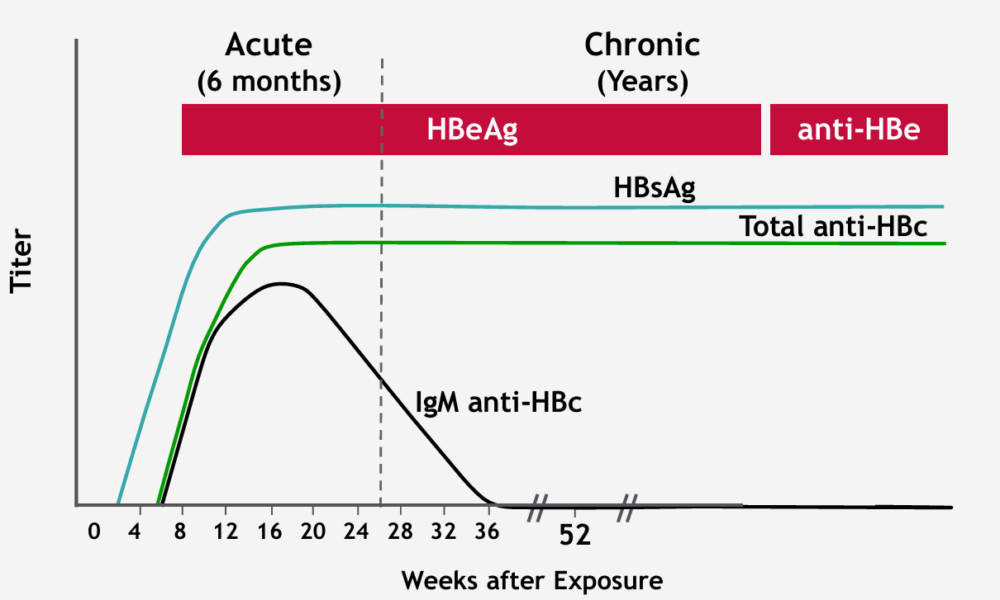 Acute
(6 months)
Chronic
(Years)
HBeAg
anti-HBe
HBsAg
Total anti-HBc
IgM anti-HBc
Titer
0 4 8 12 16 20 24 28 32 36
52
Weeks after Exposure